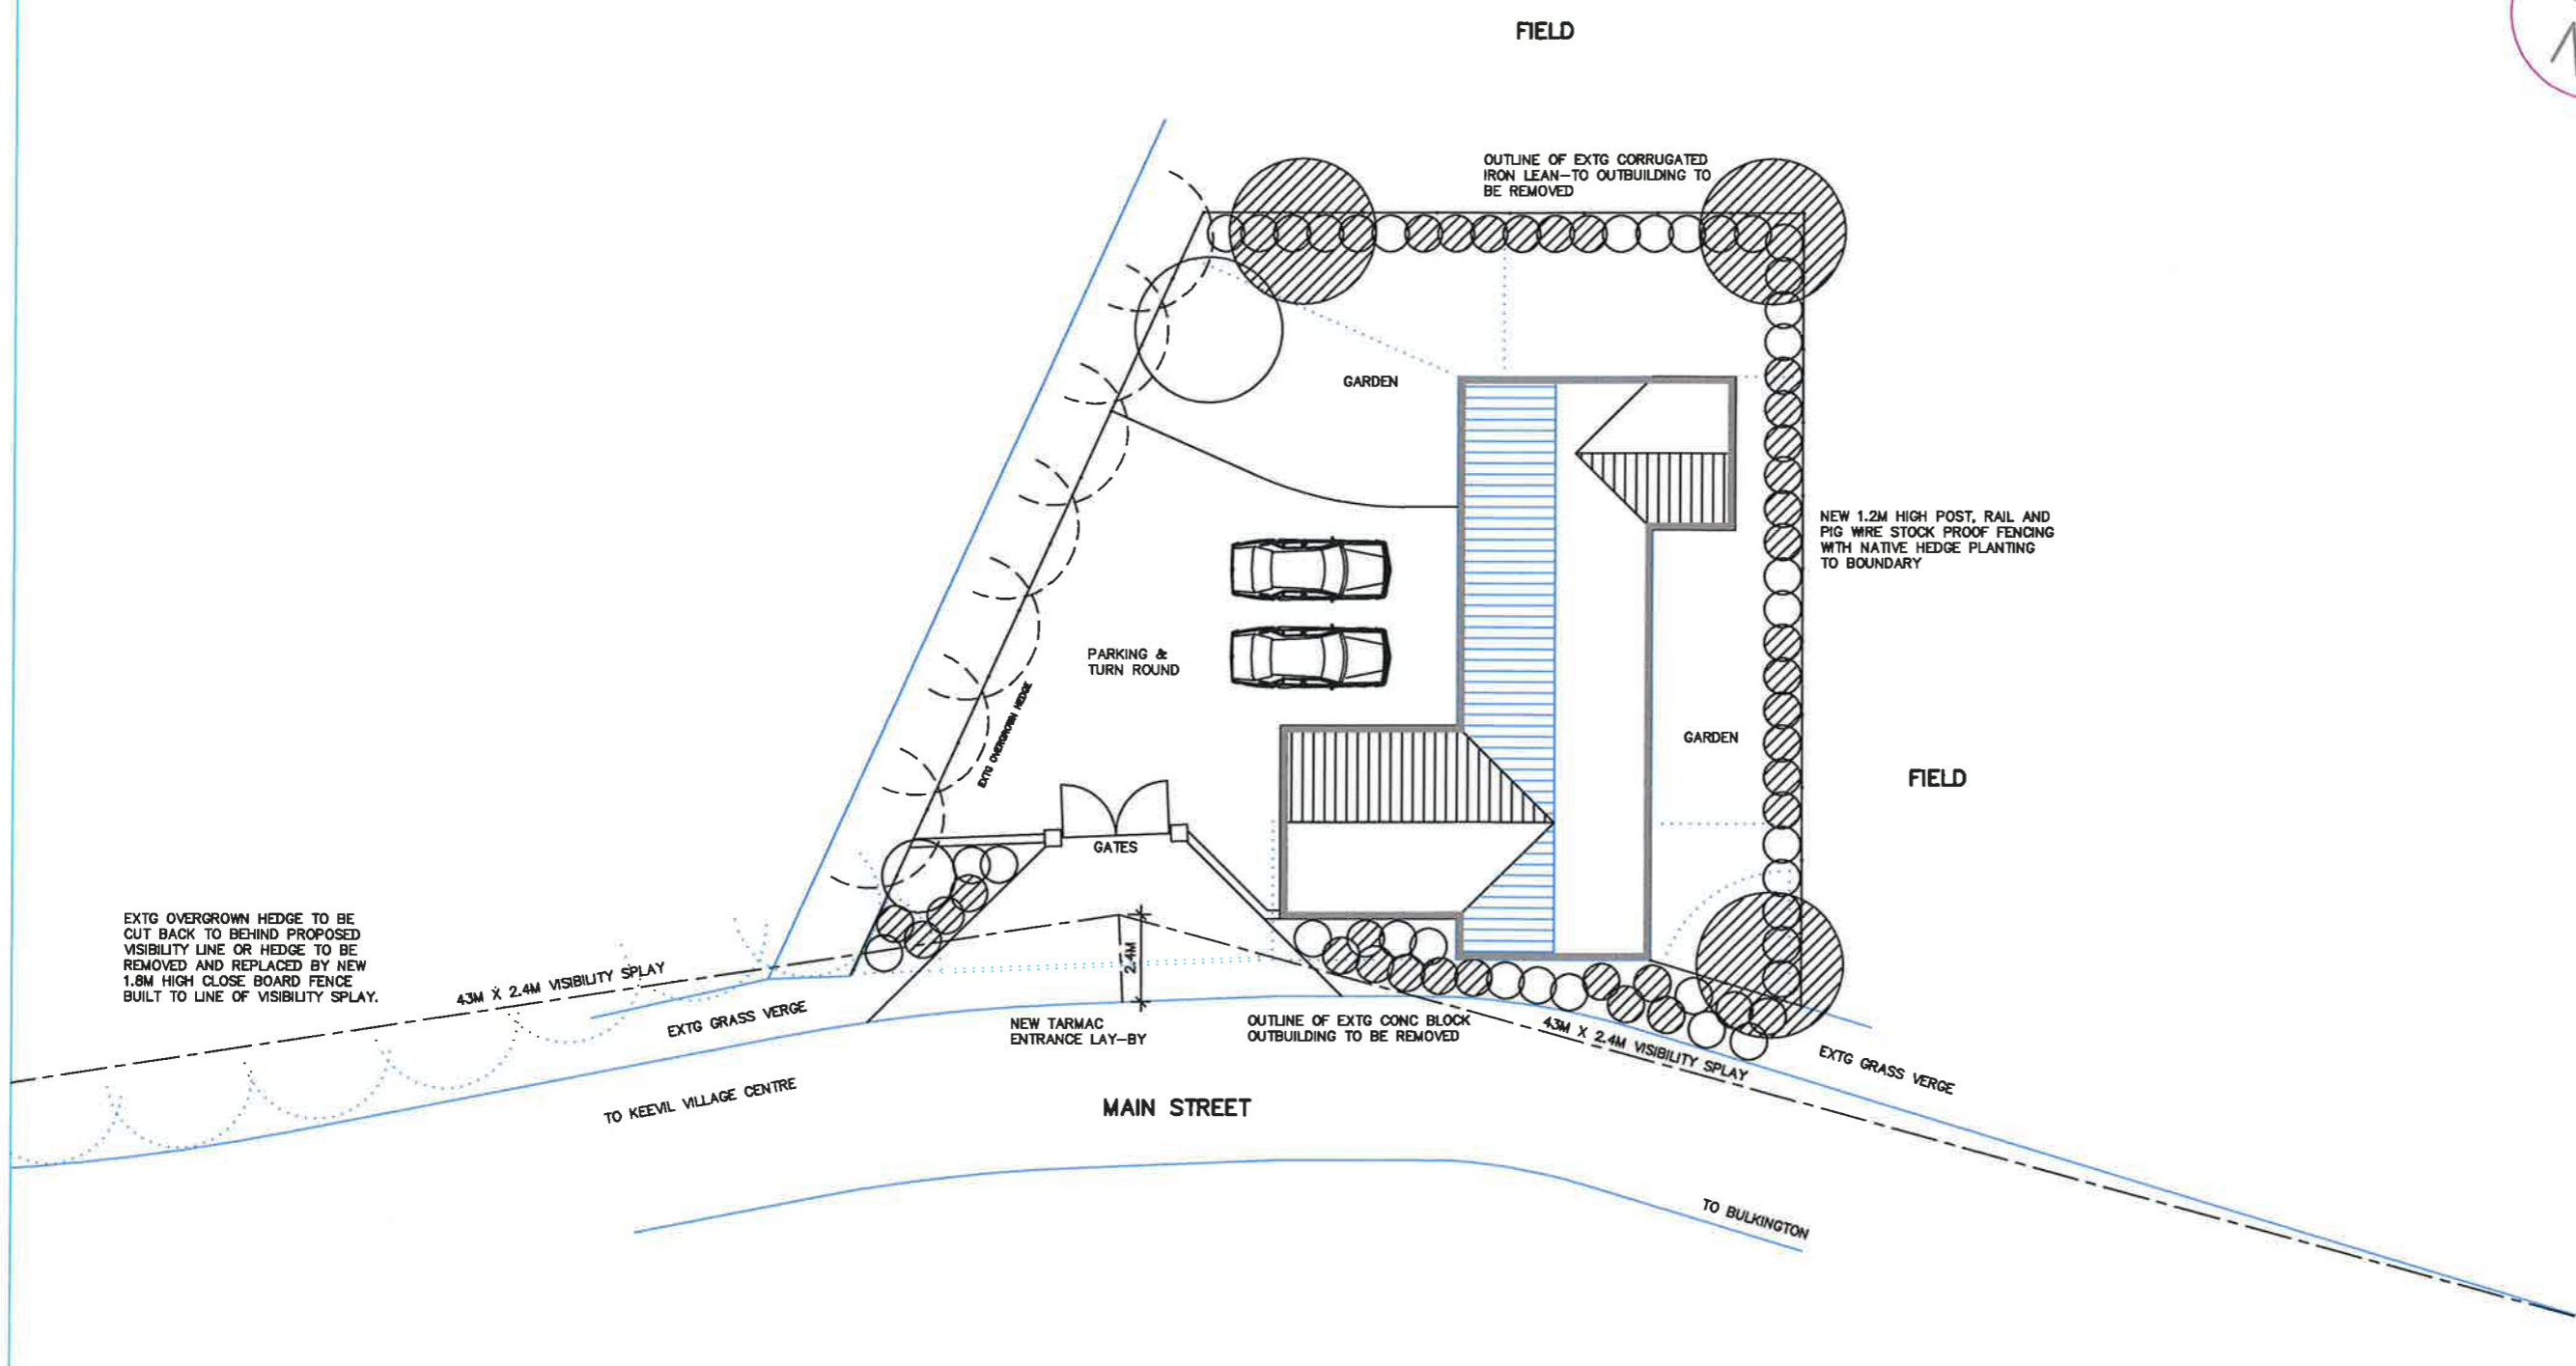 FIELD
OUTLINE OF EXTG CORRUGATED
IRON LEAN-TO OUTBUILDING TO
BE REMOVED
GARDEN
NEW 1.2M HIGH POST, RAIL AND
PIG WIRE STOCK PROOF FENCING
WITH NATIVE HEDGE PLANTING
TO BOUNDARY
PARKING &
TURN ROUND
EXTG OVERGROWN HEDGE
GARDEN
FIELD
GATES
EXTG OVERGROWN HEDGE TO BE
CUT BACK TO BEHIND PROPOSED
VISIBILITY LINE OR HEDGE TO BE
REMOVED AND REPLACED BY NEW
1.8M HIGH CLOSE BOARD FENCE
BUILT TO LINE OF VISIBILITY SPLAY.
43M X 2.4M VISIBILITY SPLAY
2.4M
EXTG GRASS VERGE
NEW TARMAC
ENTRANCE LAY-BY
OUTLINE OF EXTG CONC BLOCK
OUTBUILDING TO BE REMOVED
43M X 2.4M VISIBILITY SPLAY
EXTG GRASS VERGE
TO KEEVIL VILLAGE CENTRE
MAIN STREET
TO BULKINGTON